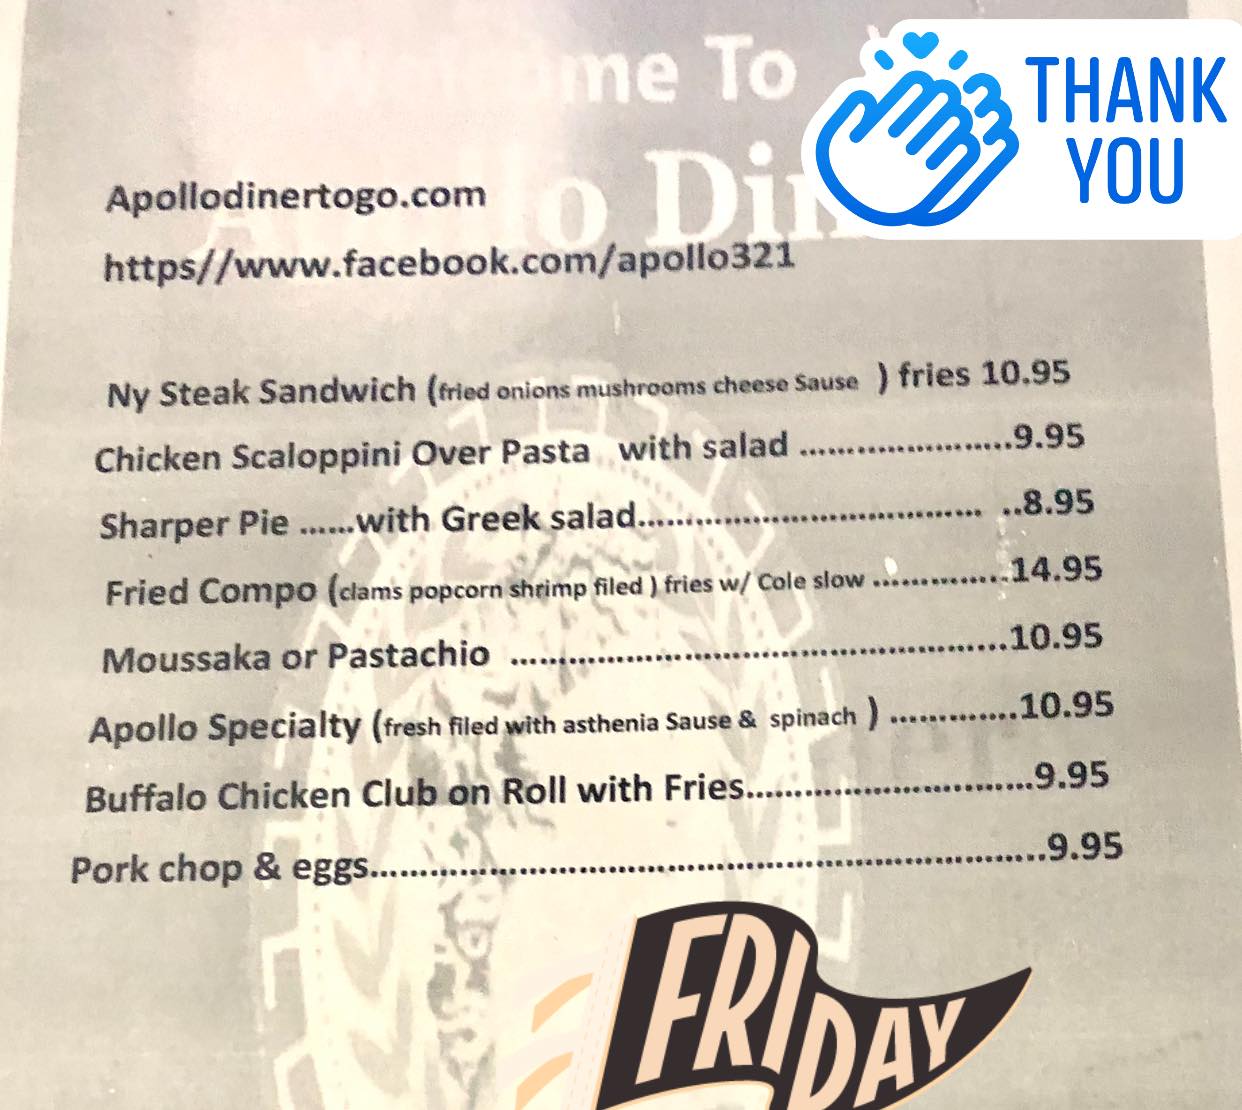 Welcome To
THANK
YOU
Apollo Din
Apollodinertogo.com
https//www.facebook.com/apollo321
Ny Steak Sandwich (fried onions mushrooms cheese Sause ) fries 10.95
Chicken Scaloppini Over Pasta with salad .......................9.95
Sharper Pie ......with Greek salad.................................... ..8.95
Fried Compo (clams popcorn shrimp filed ) fries w/ Cole slow ...............14.95
Moussaka or Pastachio .....................................................10.95
Apollo Specialty (fresh filed with asthenia Sause & spinach ) ..............10.95
Buffalo Chicken Club on Roll with Fries..............................9.95
Pork chop & eggs........................................................................9.95
FRIDAY